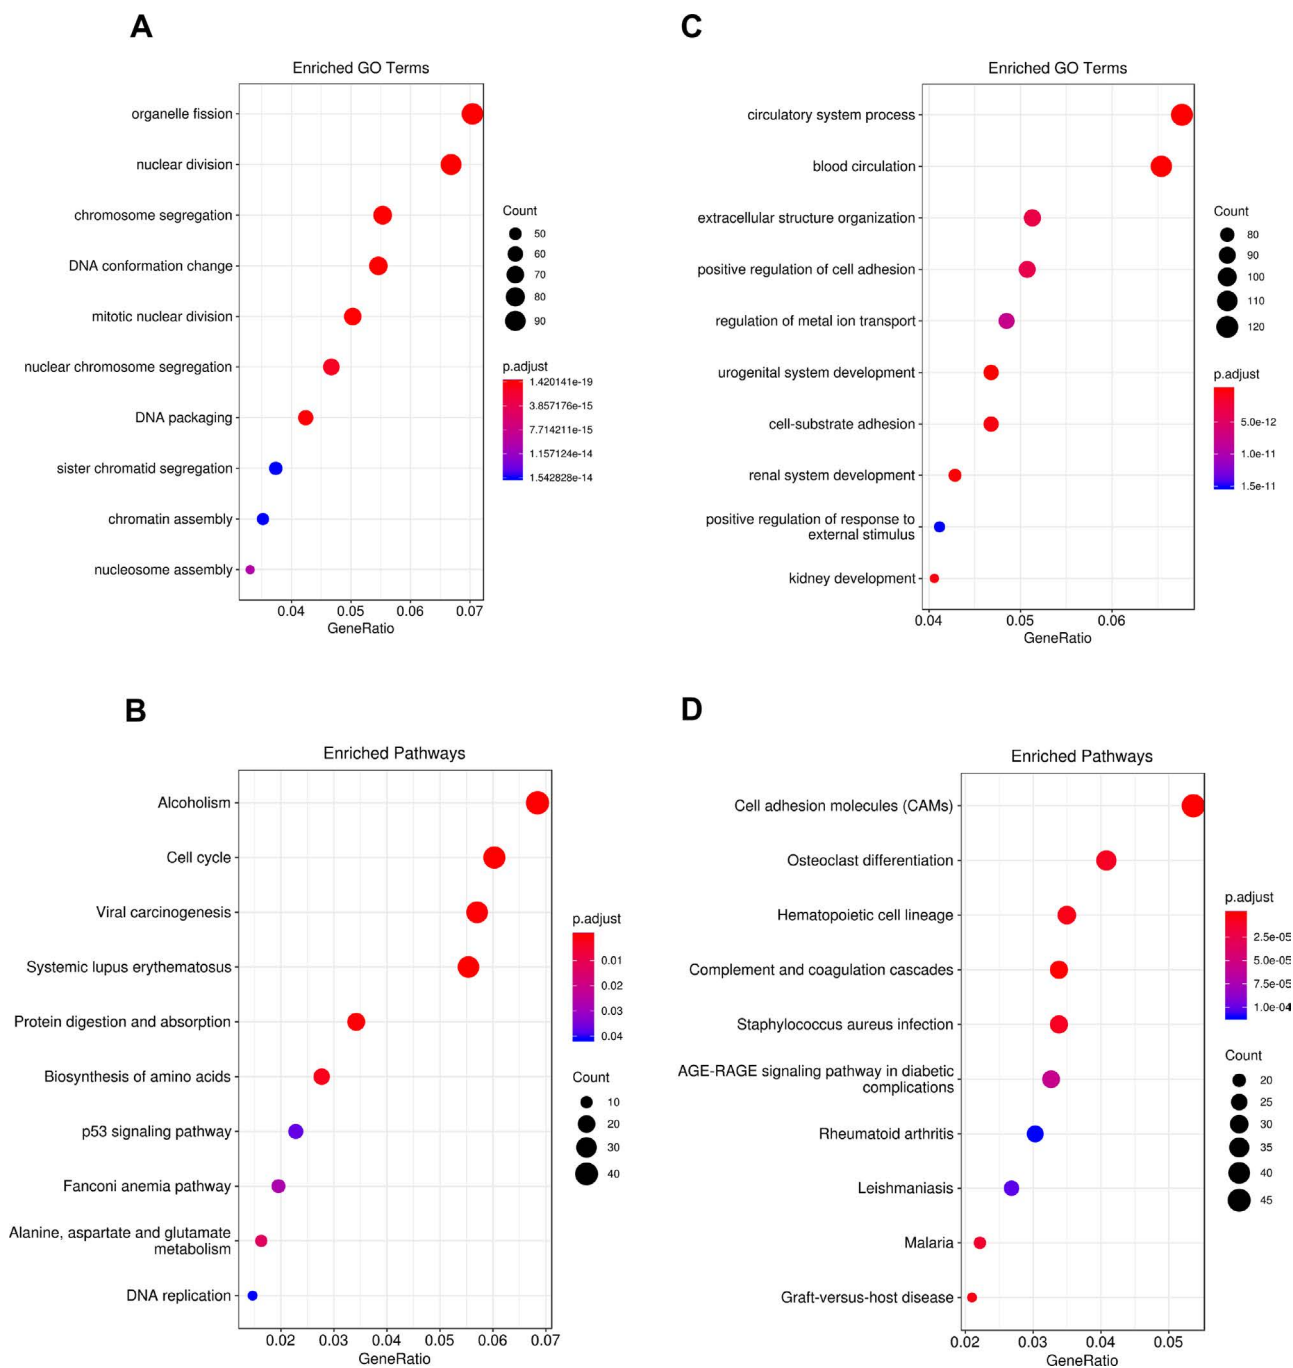 A
Enriched GO Terms
organelle fission
nuclear division
chromosome segregation
DNA conformation change
mitotic nuclear division
nuclear chromosome segregation
DNA packaging
sister chromatid segregation
chromatin assembly
nucleosome assembly
0.04 0.05 0.06 0.07
GeneRatio
Count
50
60
70
80
90
p.adjust
1.420141e-19
3.857176e-15
7.714211e-15
1.157124e-14
1.542828e-14
C
Enriched GO Terms
circulatory system process
blood circulation
extracellular structure organization
positive regulation of cell adhesion
regulation of metal ion transport
urogenital system development
cell-substrate adhesion
renal system development
positive regulation of response to
external stimulus
kidney development
0.04 0.05 0.06
GeneRatio
Count
80
90
100
110
120
p.adjust
5.0e-12
1.0e-11
1.5e-11
B
Enriched Pathways
Alcoholism
Cell cycle
Viral carcinogenesis
Systemic lupus erythematosus
Protein digestion and absorption
Biosynthesis of amino acids
p53 signaling pathway
Fanconi anemia pathway
Alanine, aspartate and glutamate
metabolism
DNA replication
0.02 0.03 0.04 0.05 0.06 0.07
GeneRatio
p.adjust
0.01
0.02
0.03
0.04
Count
10
20
30
40
D
Enriched Pathways
Cell adhesion molecules (CAMs)
Osteoclast differentiation
Hematopoietic cell lineage
Complement and coagulation cascades
Staphylococcus aureus infection
AGE-RAGE signaling pathway in diabetic
complications
Rheumatoid arthritis
Leishmaniasis
Malaria
Graft-versus-host disease
0.02 0.03 0.04 0.05
GeneRatio
p.adjust
2.5e-05
5.0e-05
7.5e-05
1.0e-04
Count
20
25
30
35
40
45